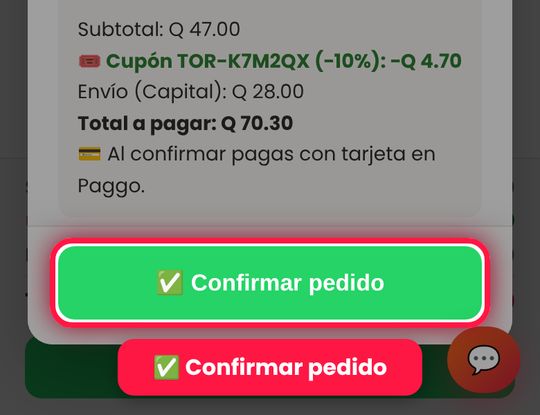 Subtotal: Q 47.00
🎟️ Cupón TOR-K7M2QX (-10%): -Q 4.70
Envío (Capital): Q 28.00
Total a pagar: Q 70.30
💳 Al confirmar pagas con tarjeta en
Paggo.
✅ Confirmar pedido
✅ Confirmar pedido